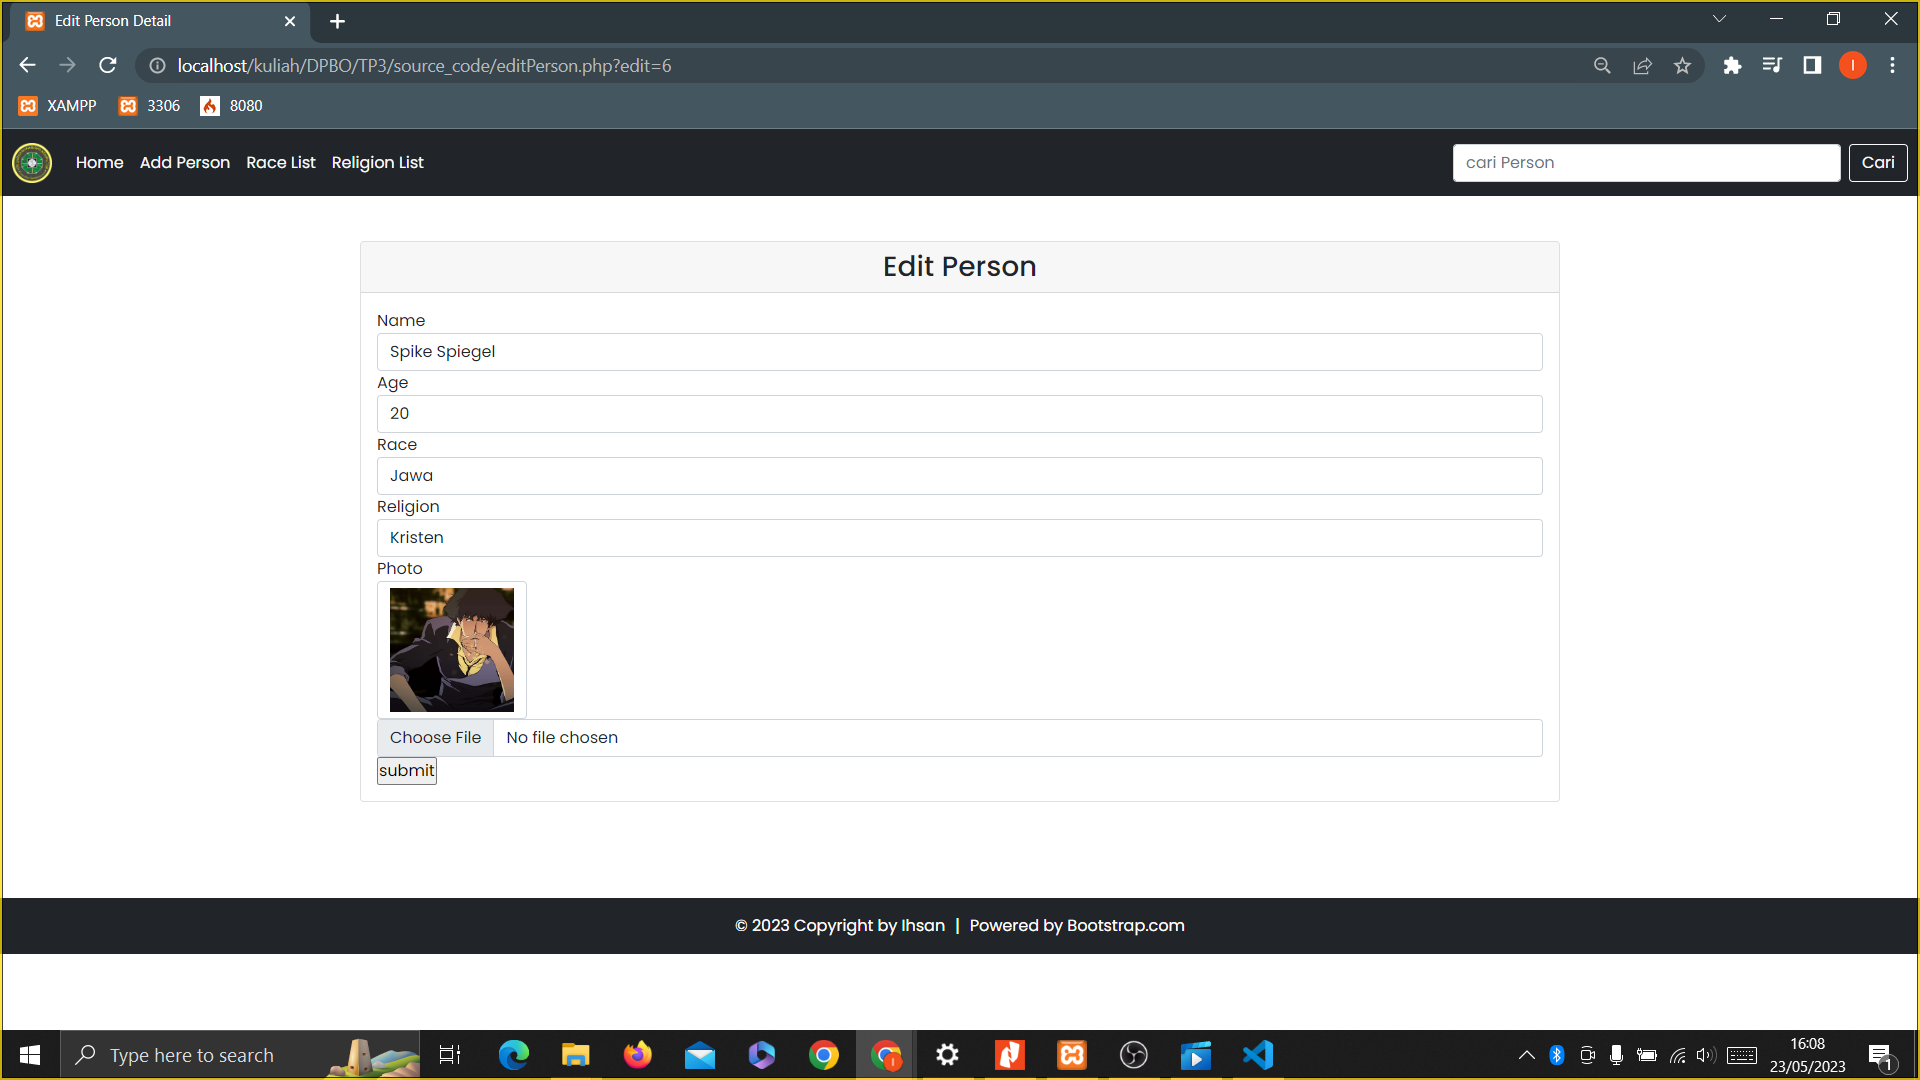 Edit Person Detail
localhost/kuliah/DPBO/TP3/source_code/editPerson.php?edit=6
I
XAMPP 3306 8080
Home Add Person Race List Religion List cari Person Cari
Edit Person
Name
Spike Spiegel
Age
20
Race
Jawa
Religion
Kristen
Photo
Choose File No file chosen
submit
© 2023 Copyright by Ihsan | Powered by Bootstrap.com
Type here to search
16:08
23/05/2023
1